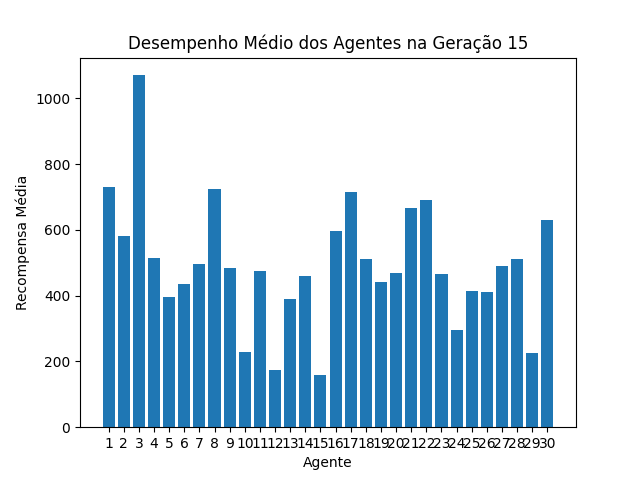 Desempenho Médio dos Agentes na Geração 15
Recompensa Média
1000
800
600
400
200
0
1 2 3 4 5 6 7 8 9 10 11 12 13 14 15 16 17 18 19 20 21 22 23 24 25 26 27 28 29 30
Agente